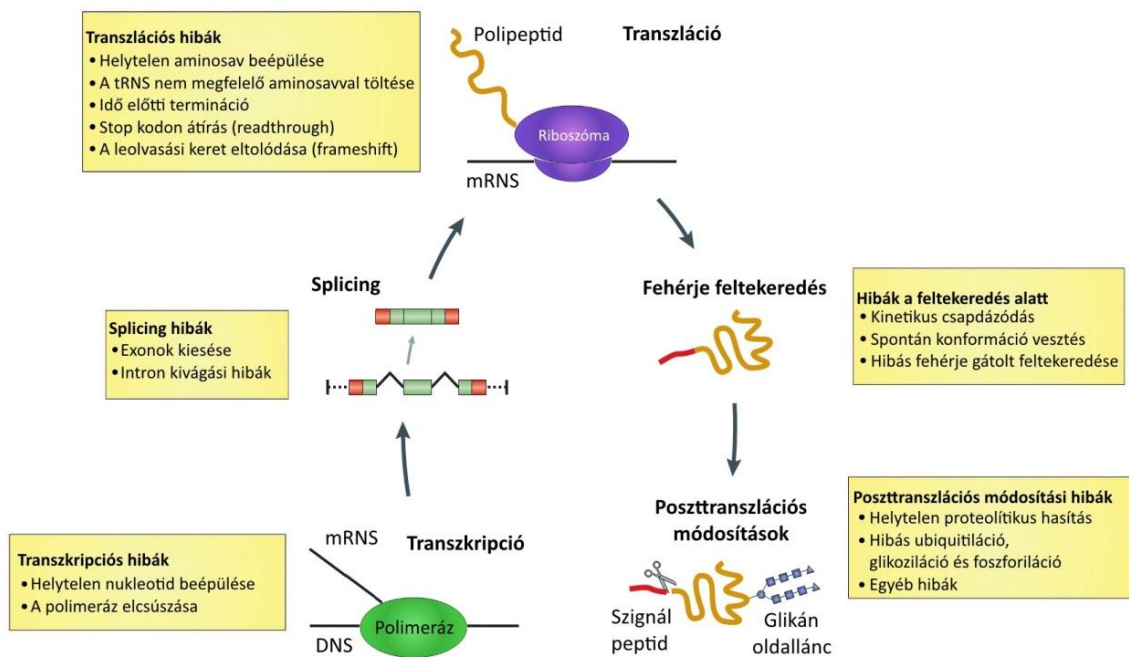 Transzlációs hibák
• Helytelen aminosav beépülése
• A tRNS nem megfelelő aminosavval töltése
• Idő előtti termináció
• Stop kodon átírás (readthrough)
• A leolvasási keret eltolódása (frameshift)
Polipeptid
Transzláció
Riboszóma
mRNS
Splicing
Splicing hibák
• Exonok kiesése
• Intron kivágási hibák
Fehérje feltekeredés
Hibák a feltekeredés alatt
• Kinetikus csapdázódás
• Spontán konformáció vesztés
• Hibás fehérje gátolt feltekeredése
Transzkripciós hibák
• Helytelen nukleotid beépülése
• A polimeráz elcsúszása
mRNS
Transzkripció
Polimeráz
DNS
Poszttranszlációs
módosítások
Szignál
peptid
Glikán
oldallánc
Poszttranszlációs módosítási hibák
• Helytelen proteolítikus hasítás
• Hibás ubiquitiláció,
glikoziláció és foszforiláció
• Egyéb hibák